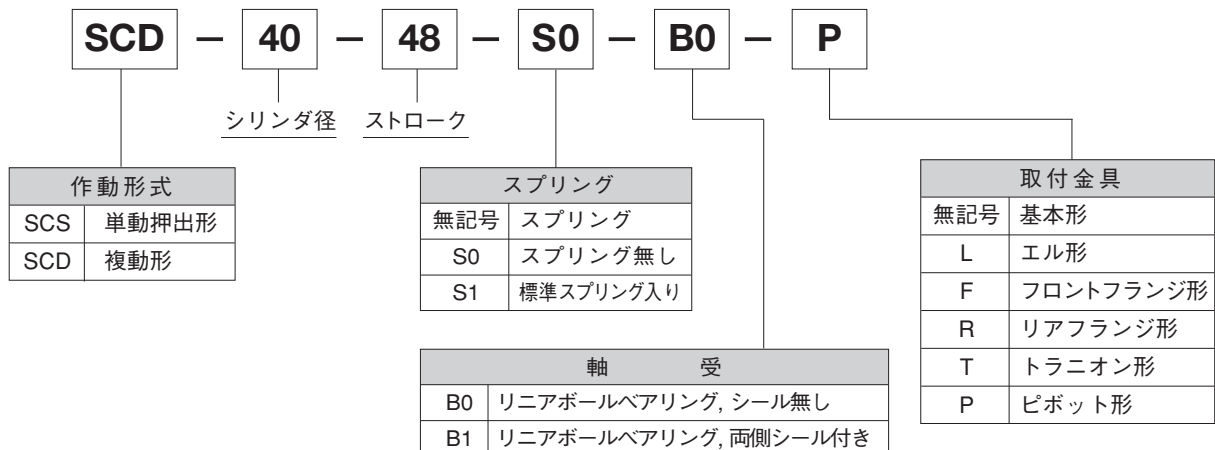 SCD － 40 － 48 － S0 － B0 － P
シリンダ径
ストローク
作動形式
SCS 単動押出形
SCD 複動形
スプリング
無記号 スプリング
S0 スプリング無し
S1 標準スプリング入り
軸 受
B0 リニアボールベアリング, シール無し
B1 リニアボールベアリング, 両側シール付き
取付金具
無記号 基本形
L エル形
F フロントフランジ形
R リアフランジ形
T トラニオン形
P ピボット形